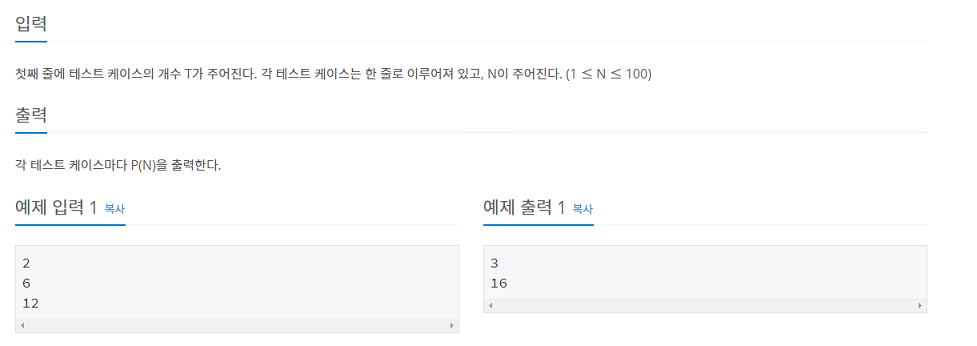 입력
첫째 줄에 테스트 케이스의 개수 T가 주어진다. 각 테스트 케이스는 한 줄로 이루어져 있고, N이 주어진다. (1 ≤ N ≤ 100)
출력
각 테스트 케이스마다 P(N)을 출력한다.
예제 입력 1 복사
2
6
12
예제 출력 1 복사
3
16